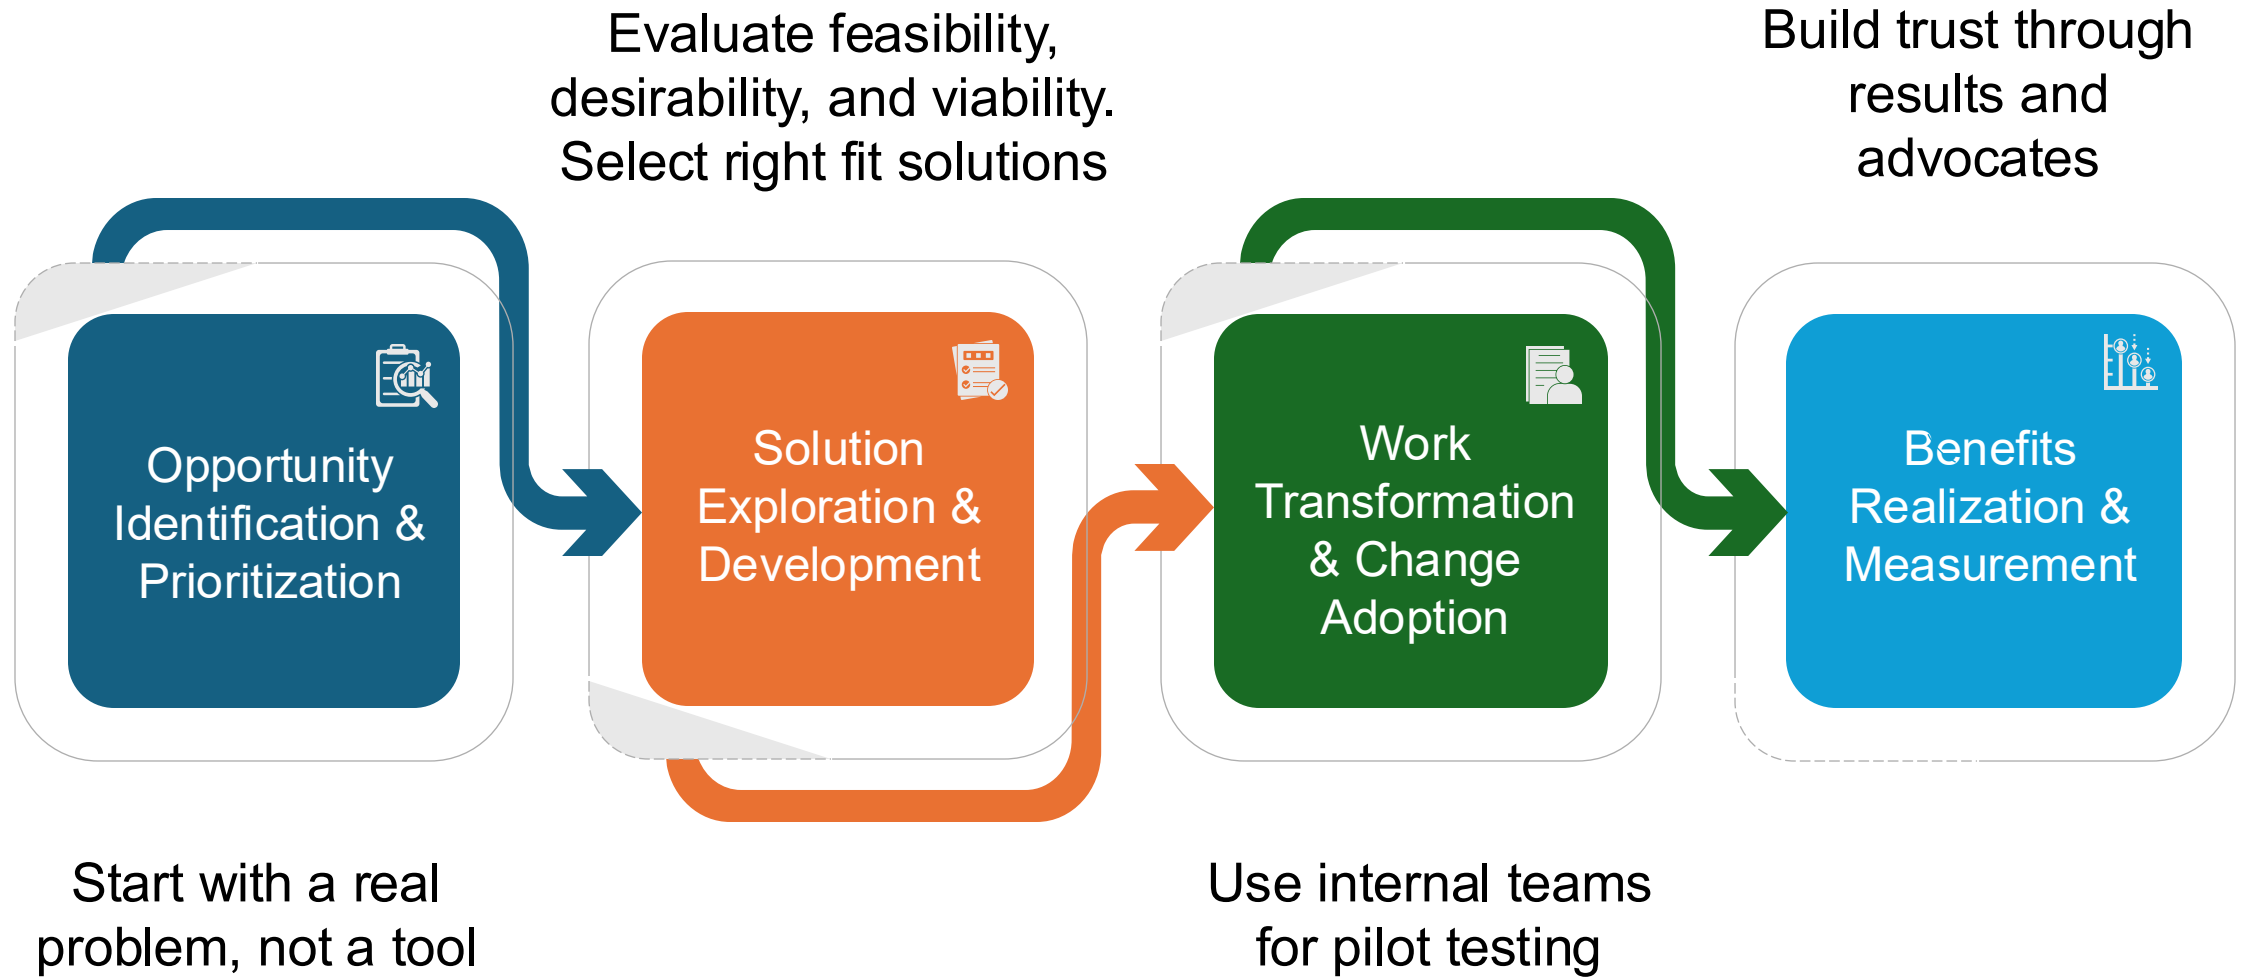 Evaluate feasibility,
desirability, and viability.
Select right fit solutions
Build trust through
results and
advocates
Opportunity
Identification &
Prioritization
Solution
Exploration &
Development
Work
Transformation
& Change
Adoption
Benefits
Realization &
Measurement
Start with a real
problem, not a tool
Use internal teams
for pilot testing